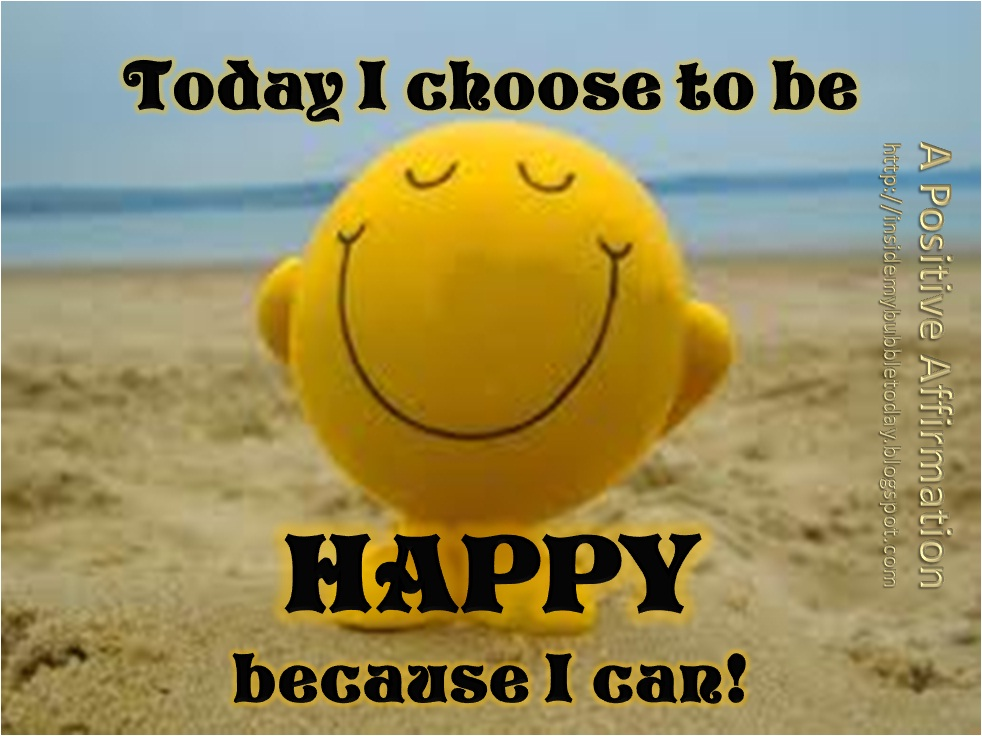 Today I choose to be
HAPPY
because I can!
A Positive Affirmation
http://insidemybubbletoday.blogspot.com